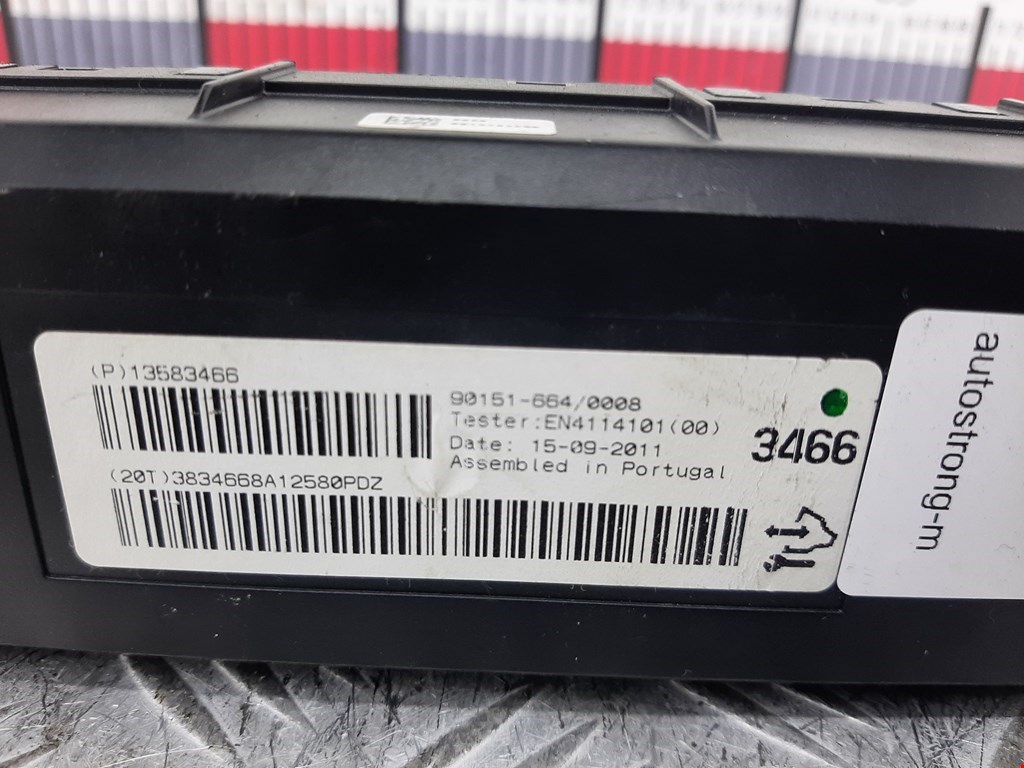 (P)13583466
90151-664/0008
Tester:EN4114101(00)
Date: 15-09-2011
Assembled in Portugal
3466
(20T)3834668A12580PDZ
autostrong-m